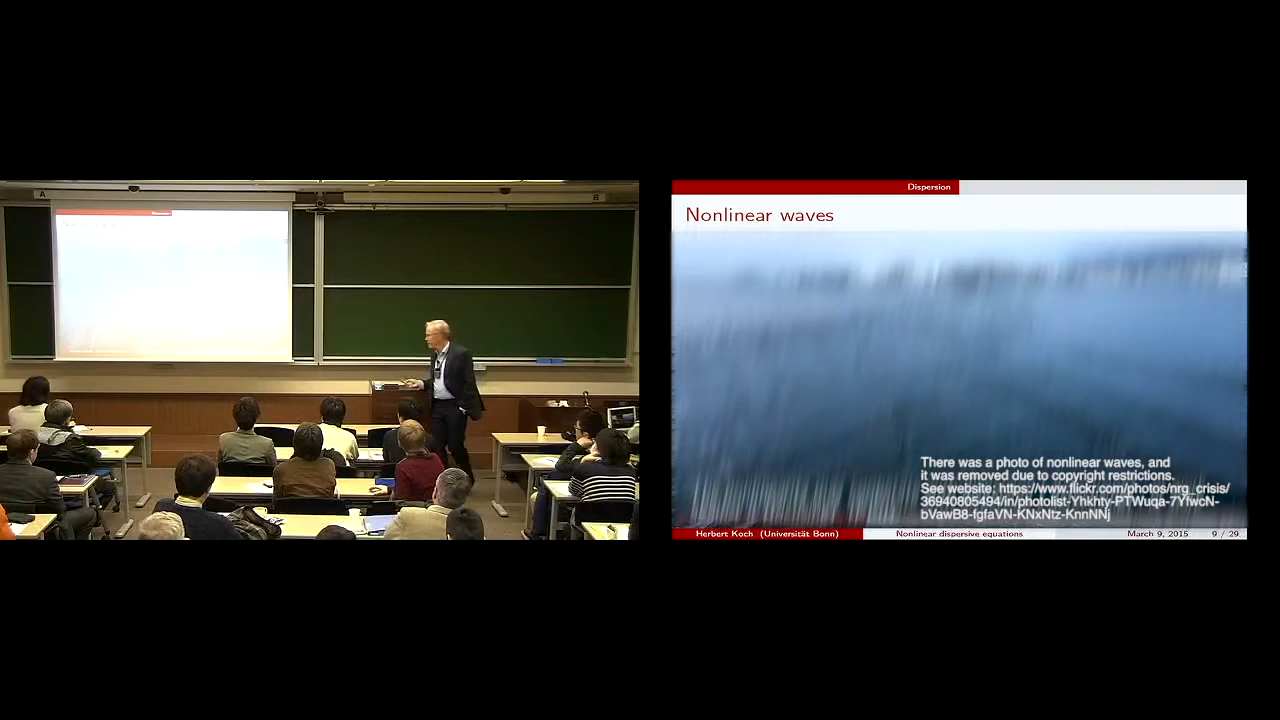 A
B
Dispersion
Nonlinear waves
There was a photo of nonlinear waves, and
it was removed due to copyright restrictions.
See website: https://www.flickr.com/photos/nrg_crisis/
36940805494/in/photolist-Yhkhty-PTWuqa-7YfwcN-
bVawB8-fgfaVN-KNxNtz-KnnNNj
Herbert Koch (Universität Bonn)
Nonlinear dispersive equations
March 9, 2015
9 / 29